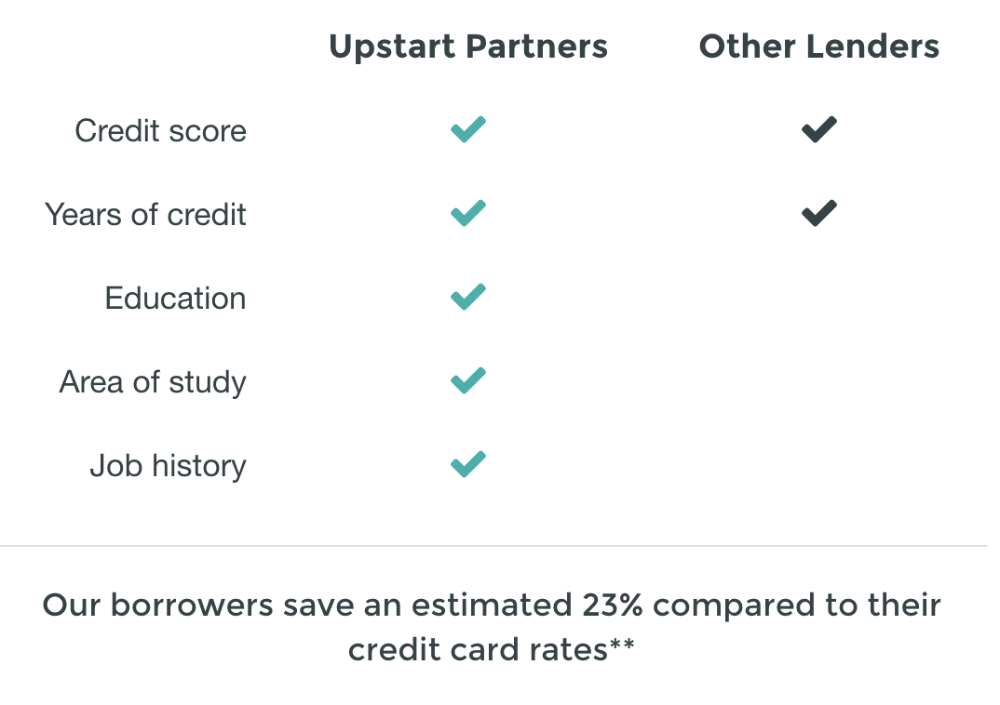 Upstart Partners Other Lenders
Credit score
Years of credit
Education
Area of study
Job history
Our borrowers save an estimated 23% compared to their
credit card rates**